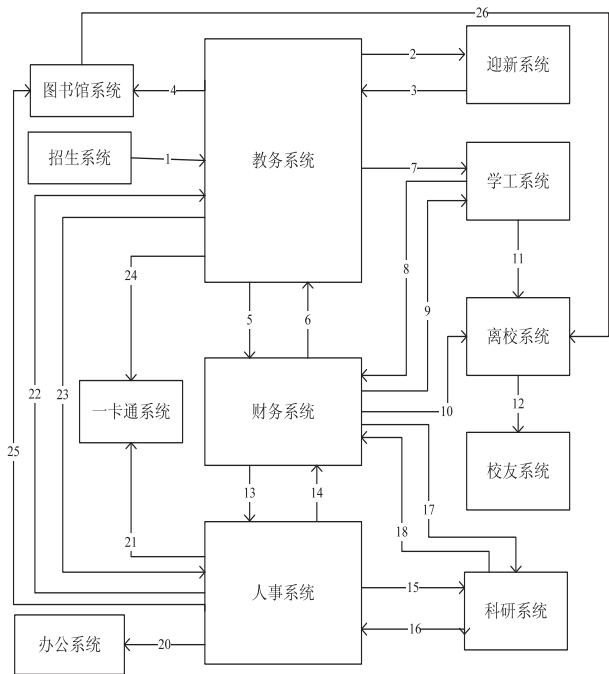 26
图书馆系统
4
教务系统
2
迎新系统
3
招生系统
1
7
学工系统
24
8
11
5
6
9
离校系统
22
23
一卡通系统
财务系统
10
12
25
校友系统
13
14
17
18
21
人事系统
15
科研系统
16
办公系统
20